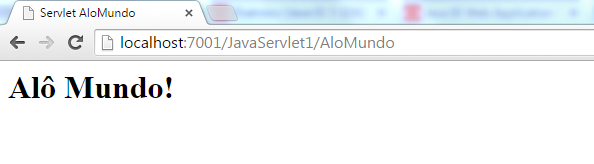 Servlet AloMundo
localhost:7001/JavaServlet1/AloMundo
Alô Mundo!